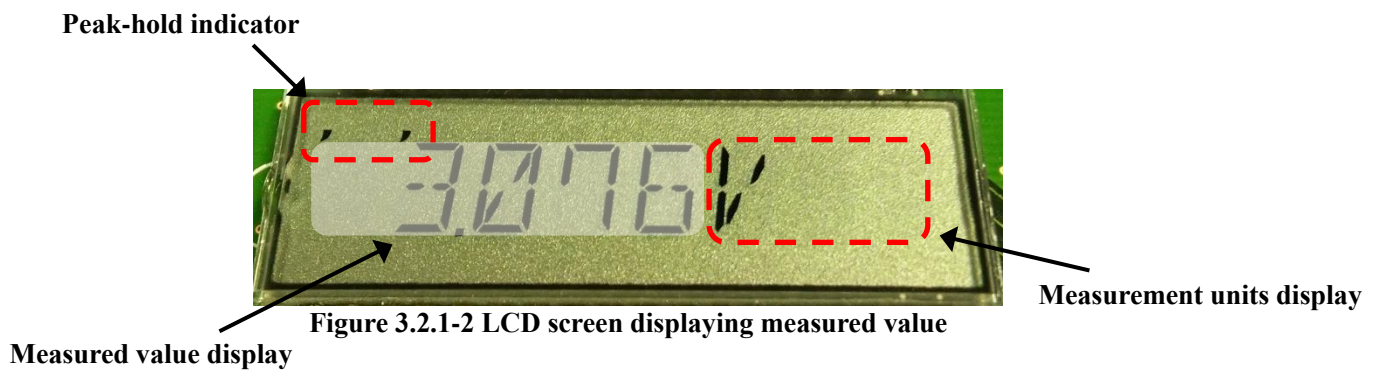 Peak-hold indicator
3.076 V
Measurement units display
Figure 3.2.1-2 LCD screen displaying measured value
Measured value display